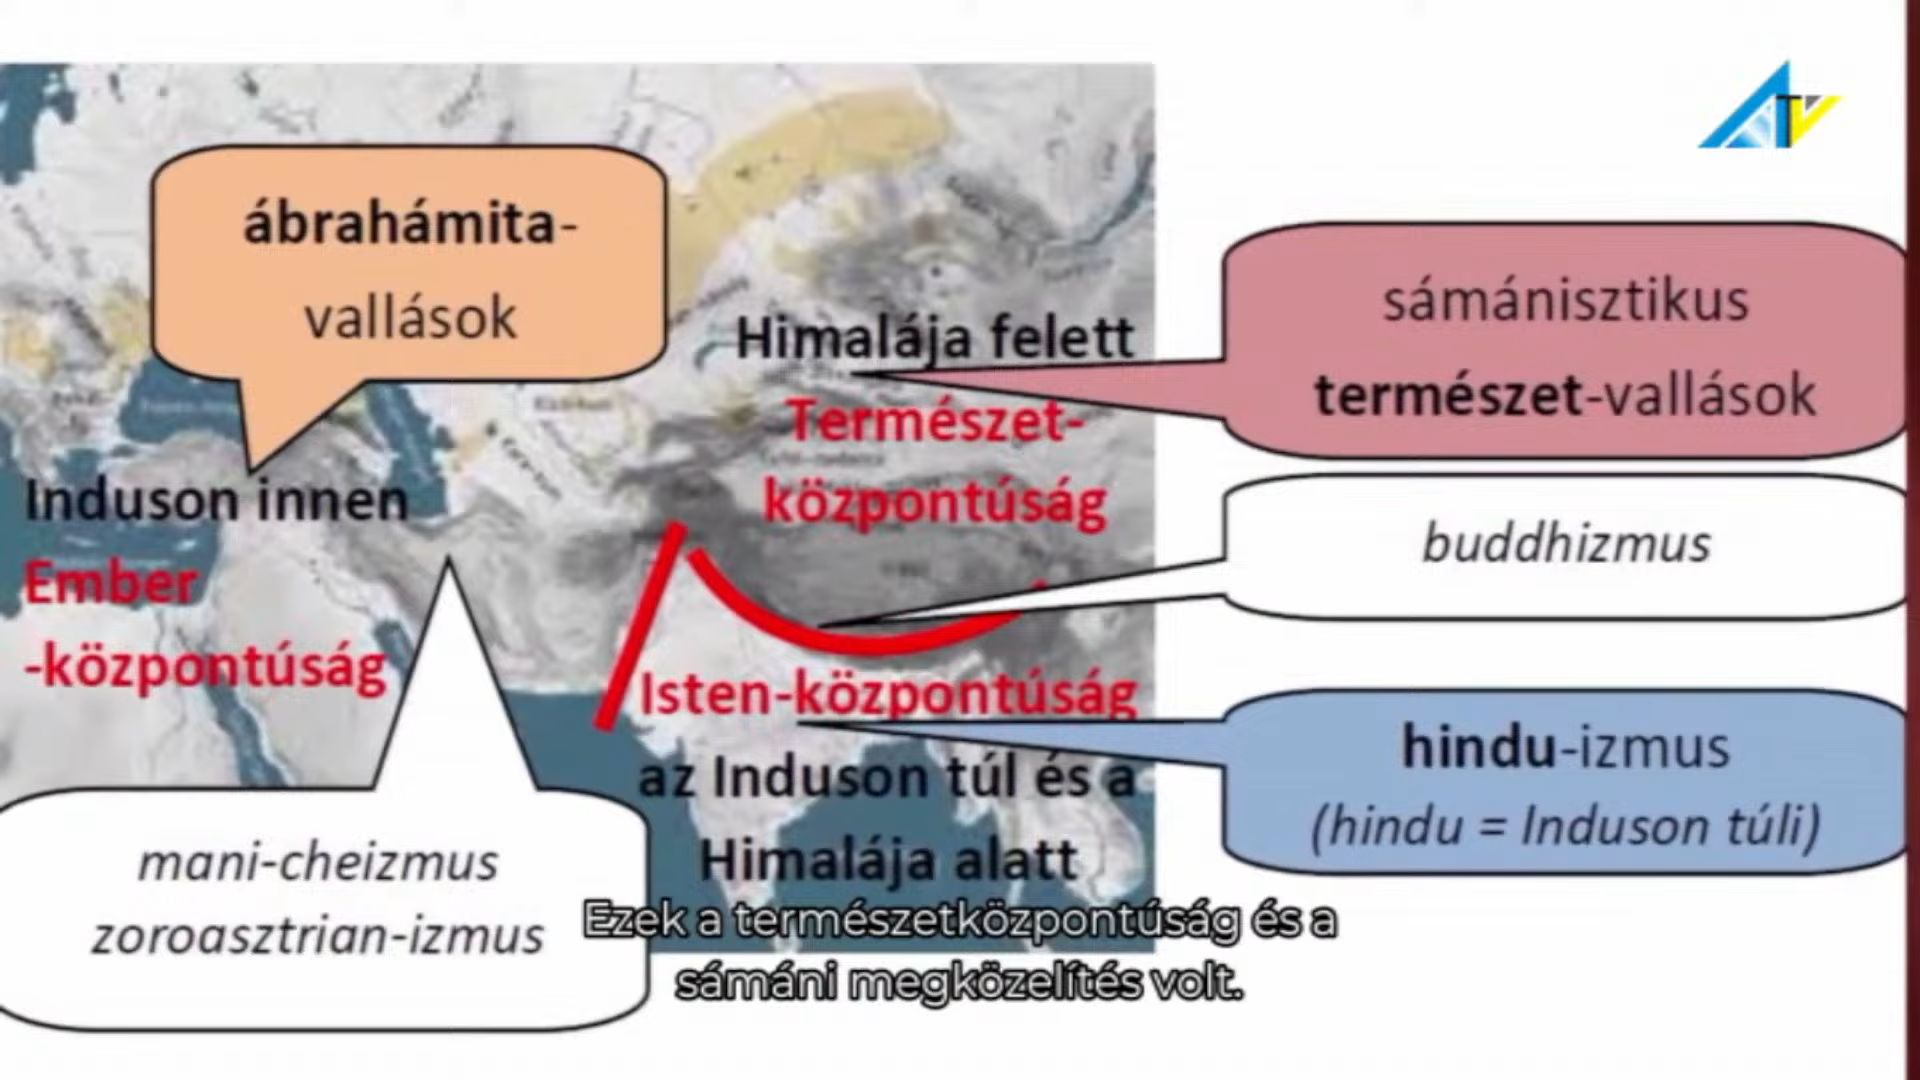 ATV
ábrahámita-
vallások
Himalája felett
Természet-
központúság
sámánisztikus
természet-vallások
Induson innen
Ember
-központúság
buddhizmus
Isten-központúság
az Induson túl és a
Himalája alatt
hindu-izmus
(hindu = Induson túli)
mani-cheizmus
zoroasztrian-izmus
Ezek a természetközpontúság és a
sámáni megközelítés volt.